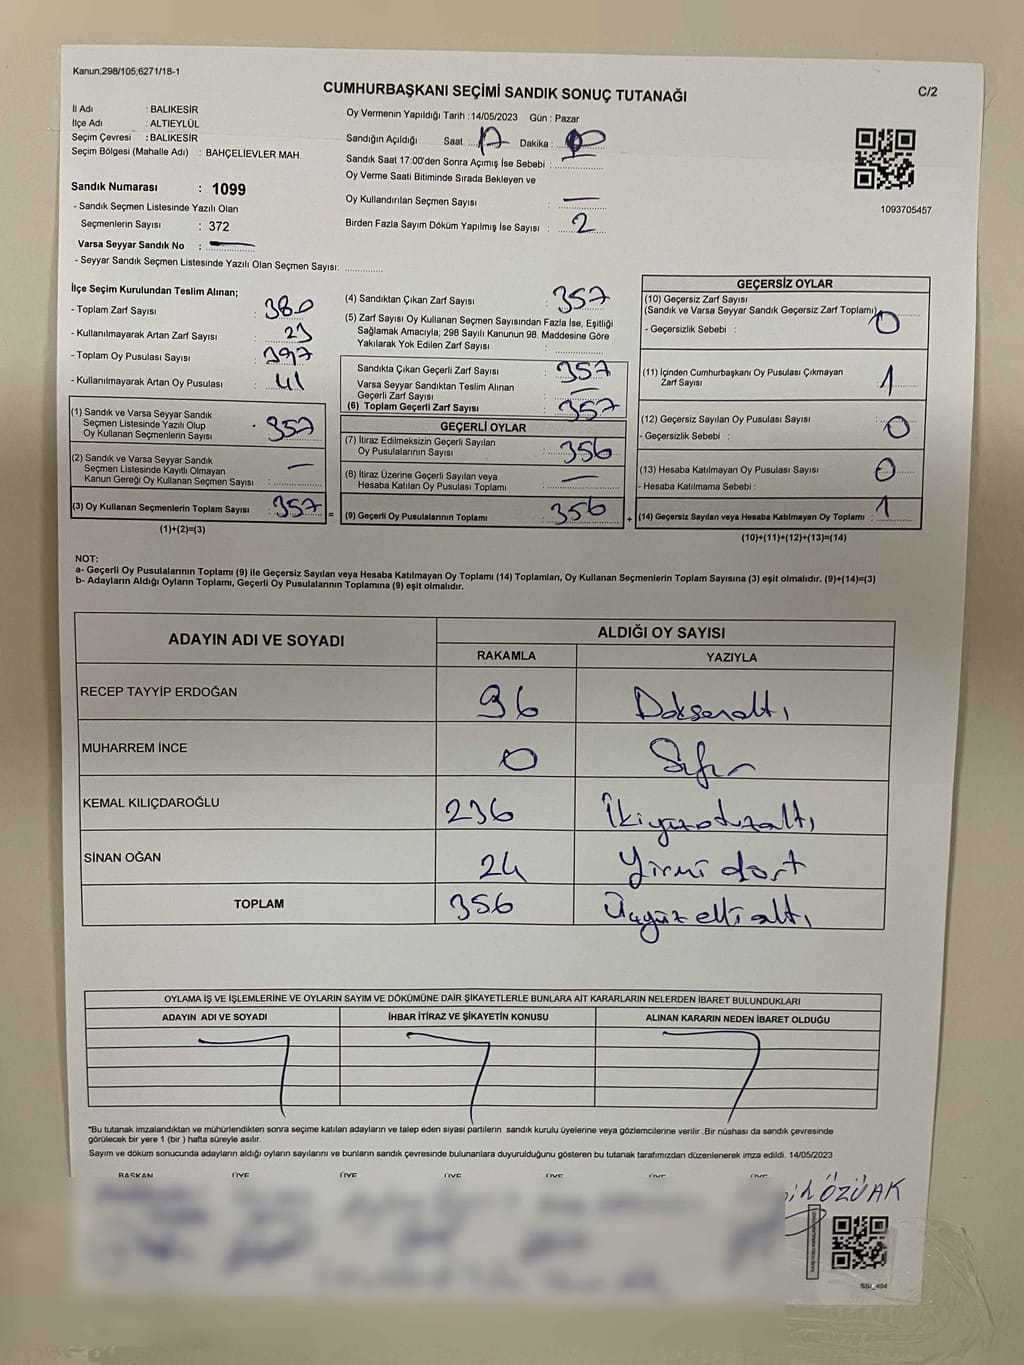 Kanun;298/105;6271/18-1
CUMHURBAŞKANI SEÇİMİ SANDIK SONUÇ TUTANAĞI
C/2
İl Adı : BALIKESİR
İlçe Adı : ALTIEYLÜL
Seçim Çevresi : BALIKESİR
Seçim Bölgesi (Mahalle Adı) : BAHÇELİEVLER MAH.
Sandık Numarası : 1099
- Sandık Seçmen Listesinde Yazılı Olan
Seçmenlerin Sayısı : 372
Varsa Seyyar Sandık No : —
- Seyyar Sandık Seçmen Listesinde Yazılı Olan Seçmen Sayısı: ............
Oy Vermenin Yapıldığı Tarih : 14/05/2023 Gün : Pazar
Sandığın Açıldığı Saat : 17 Dakika :
Sandık Saat 17:00'den Sonra Açımış İse Sebebi : ............
Oy Verme Saati Bitiminde Sırada Bekleyen ve
Oy Kullandırılan Seçmen Sayısı : —
Birden Fazla Sayım Döküm Yapılmış İse Sayısı : 2
1093705457
İlçe Seçim Kurulundan Teslim Alınan;
- Toplam Zarf Sayısı : 380
- Kullanılmayarak Artan Zarf Sayısı : 23
- Toplam Oy Pusulası Sayısı : 397
- Kullanılmayarak Artan Oy Pusulası : 41
(1) Sandık ve Varsa Seyyar Sandık
Seçmen Listesinde Yazılı Olup
Oy Kullanan Seçmenlerin Sayısı : 357
(2) Sandık ve Varsa Seyyar Sandık
Seçmen Listesinde Kayıtlı Olmayan
Kanun Gereği Oy Kullanan Seçmen Sayısı : —
(3) Oy Kullanan Seçmenlerin Toplam Sayısı : 357
(1)+(2)=(3)
(4) Sandıktan Çıkan Zarf Sayısı : 357
(5) Zarf Sayısı Oy Kullanan Seçmen Sayısından Fazla İse, Eşitliği
Sağlamak Amacıyla, 298 Sayılı Kanunun 98. Maddesine Göre
Yakılarak Yok Edilen Zarf Sayısı : ............
Sandıkta Çıkan Geçerli Zarf Sayısı : 357
Varsa Seyyar Sandıktan Teslim Alınan
Geçerli Zarf Sayısı : —
(6) Toplam Geçerli Zarf Sayısı : 357
GEÇERLİ OYLAR
(7) İtiraz Edilmeksizin Geçerli Sayılan
Oy Pusulalarının Sayısı : 356
(8) İtiraz Üzerine Geçerli Sayılan veya
Hesaba Katılan Oy Pusulası Toplamı : —
= (9) Geçerli Oy Pusulalarının Toplamı : 356
GEÇERSİZ OYLAR
(10) Geçersiz Zarf Sayısı
(Sandık ve Varsa Seyyar Sandık Geçersiz Zarf Toplamı) : 0
- Geçersizlik Sebebi :
(11) İçinden Cumhurbaşkanı Oy Pusulası Çıkmayan
Zarf Sayısı : 1
(12) Geçersiz Sayılan Oy Pusulası Sayısı : 0
- Geçersizlik Sebebi :
(13) Hesaba Katılmayan Oy Pusulası Sayısı : 0
- Hesaba Katılmama Sebebi :
+ (14) Geçersiz Sayılan veya Hesaba Katılmayan Oy Toplamı : 1
(10)+(11)+(12)+(13)=(14)
NOT:
a- Geçerli Oy Pusulalarının Toplamı (9) ile Geçersiz Sayılan veya Hesaba Katılmayan Oy Toplamı (14) Toplamları, Oy Kullanan Seçmenlerin Toplam Sayısına (3) eşit olmalıdır. (9)+(14)=(3)
b- Adayların Aldığı Oyların Toplamı, Geçerli Oy Pusulalarının Toplamına (9) eşit olmalıdır.
ADAYIN ADI VE SOYADI ALDIĞI OY SAYISI
RAKAMLA YAZIYLA
RECEP TAYYİP ERDOĞAN 96 Doksanaltı
MUHARREM İNCE 0 Sıfır
KEMAL KILIÇDAROĞLU 236 İkiyüzotuzaltı
SİNAN OĞAN 24 Yirmi dört
TOPLAM 356 Üçyüz elli altı
OYLAMA İŞ VE İŞLEMLERİNE VE OYLARIN SAYIM VE DÖKÜMÜNE DAİR ŞİKAYETLERLE BUNLARA AİT KARARLARIN NELERDEN İBARET BULUNDUKLARI
ADAYIN ADI VE SOYADI İHBAR İTİRAZ VE ŞİKAYETİN KONUSU ALINAN KARARIN NEDEN İBARET OLDUĞU
*Bu tutanak imzalandıktan ve mühürlendikten sonra seçime katılan adayların ve talep eden siyasi partilerin sandık kurulu üyelerine veya gözlemcilerine verilir .Bir nüshası da sandık çevresinde
görülecek bir yere 1 (bir ) hafta süreyle asılır.
Sayım ve döküm sonucunda adayların aldığı oyların sayılarını ve bunların sandık çevresinde bulunanlara duyurulduğunu gösteren bu tutanak tarafımızdan düzenlenerek imza edildi. 14/05/2023
BAŞKAN ÜYE ÜYE ÜYE ÜYE ÜYE ÜYE
ÖZÜAK